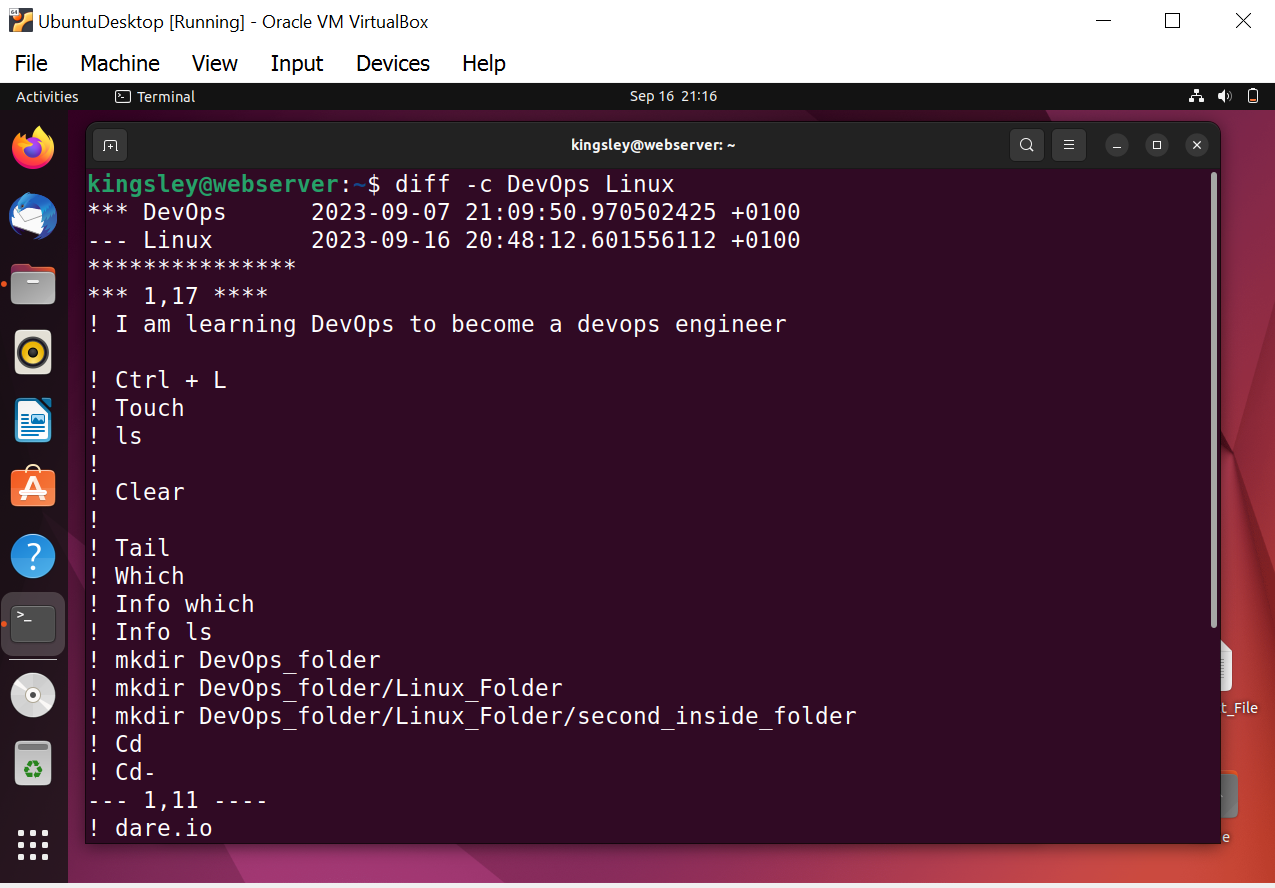 UbuntuDesktop [Running] - Oracle VM VirtualBox
File Machine View Input Devices Help
Activities Terminal Sep 16 21:16
kingsley@webserver: ~
kingsley@webserver:~$ diff -c DevOps Linux
*** DevOps 2023-09-07 21:09:50.970502425 +0100
--- Linux 2023-09-16 20:48:12.601556112 +0100
***************
*** 1,17 ****
! I am learning DevOps to become a devops engineer
! Ctrl + L
! Touch
! ls
!
! Clear
!
! Tail
! Which
! Info which
! Info ls
! mkdir DevOps_folder
! mkdir DevOps_folder/Linux_Folder
! mkdir DevOps_folder/Linux_Folder/second_inside_folder
! Cd
! Cd-
--- 1,11 ----
! dare.io
t_File
e